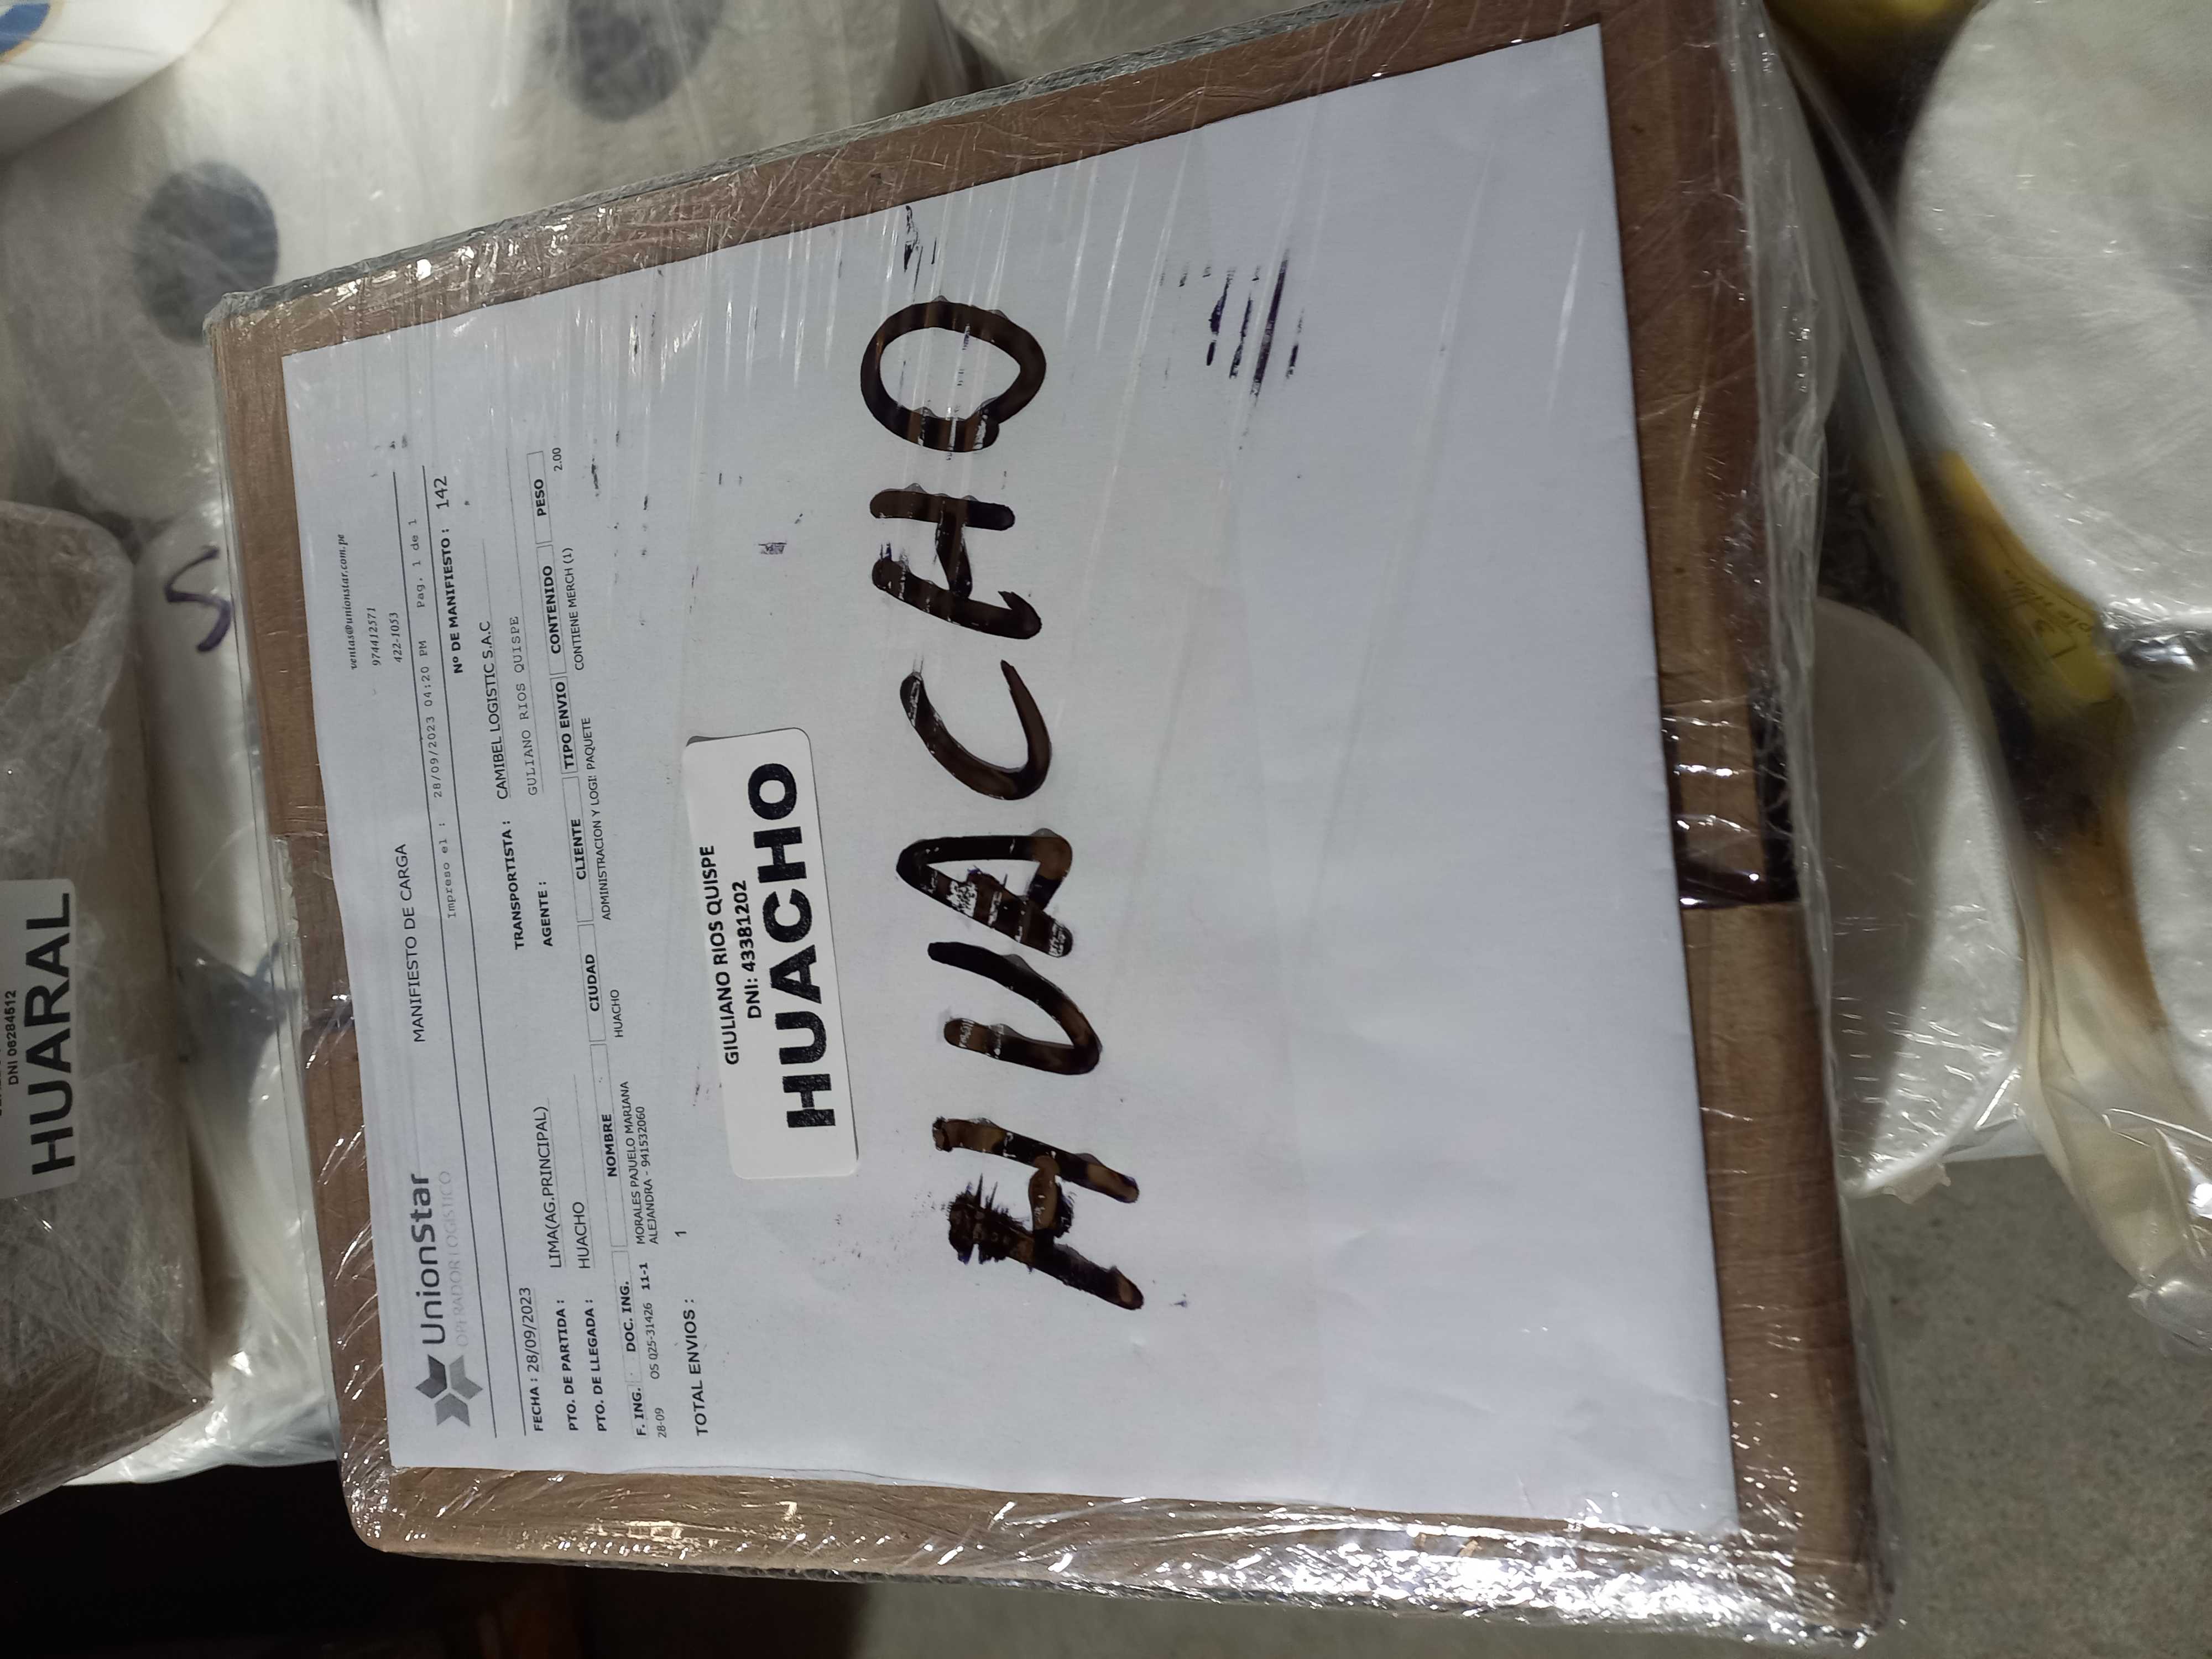 UnionStar
OPERADOR LOGISTICO
MANIFIESTO DE CARGA
ventas@unionstar.com.pe
974412571
422-1053
Impreso el : 28/09/2023 04:20 PM Pag. 1 de 1
Nº DE MANIFIESTO : 142
FECHA : 28/09/2023
TRANSPORTISTA : CAMIBEL LOGISTIC S.A.C
PTO. DE PARTIDA : LIMA(AG.PRINCIPAL)
AGENTE : GULIANO RIOS QUISPE
PTO. DE LLEGADA : HUACHO
F. ING. DOC. ING. NOMBRE CIUDAD CLIENTE TIPO ENVIO CONTENIDO PESO
28-09 OS 025-31426 11-1 MORALES PAJUELO MARIANA HUACHO ADMINISTRACION Y LOGI: PAQUETE CONTIENE MERCH (1) 2.00
ALEJANDRA - 941532060
TOTAL ENVIOS : 1
GIULIANO RIOS QUISPE
DNI: 43381202
HUACHO
HUACHO
DNI 06284512
HUARAL
S